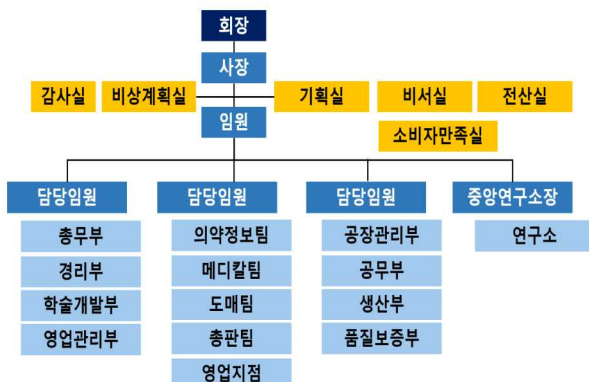 회장
사장
감사실 비상계획실 기획실 비서실 전산실
임원
소비자만족실
담당임원 담당임원 담당임원 중앙연구소장
총무부 의약정보팀 공장관리부 연구소
경리부 메디칼팀 공무부
학술개발부 도매팀 생산부
영업관리부 총판팀 품질보증부
영업지점